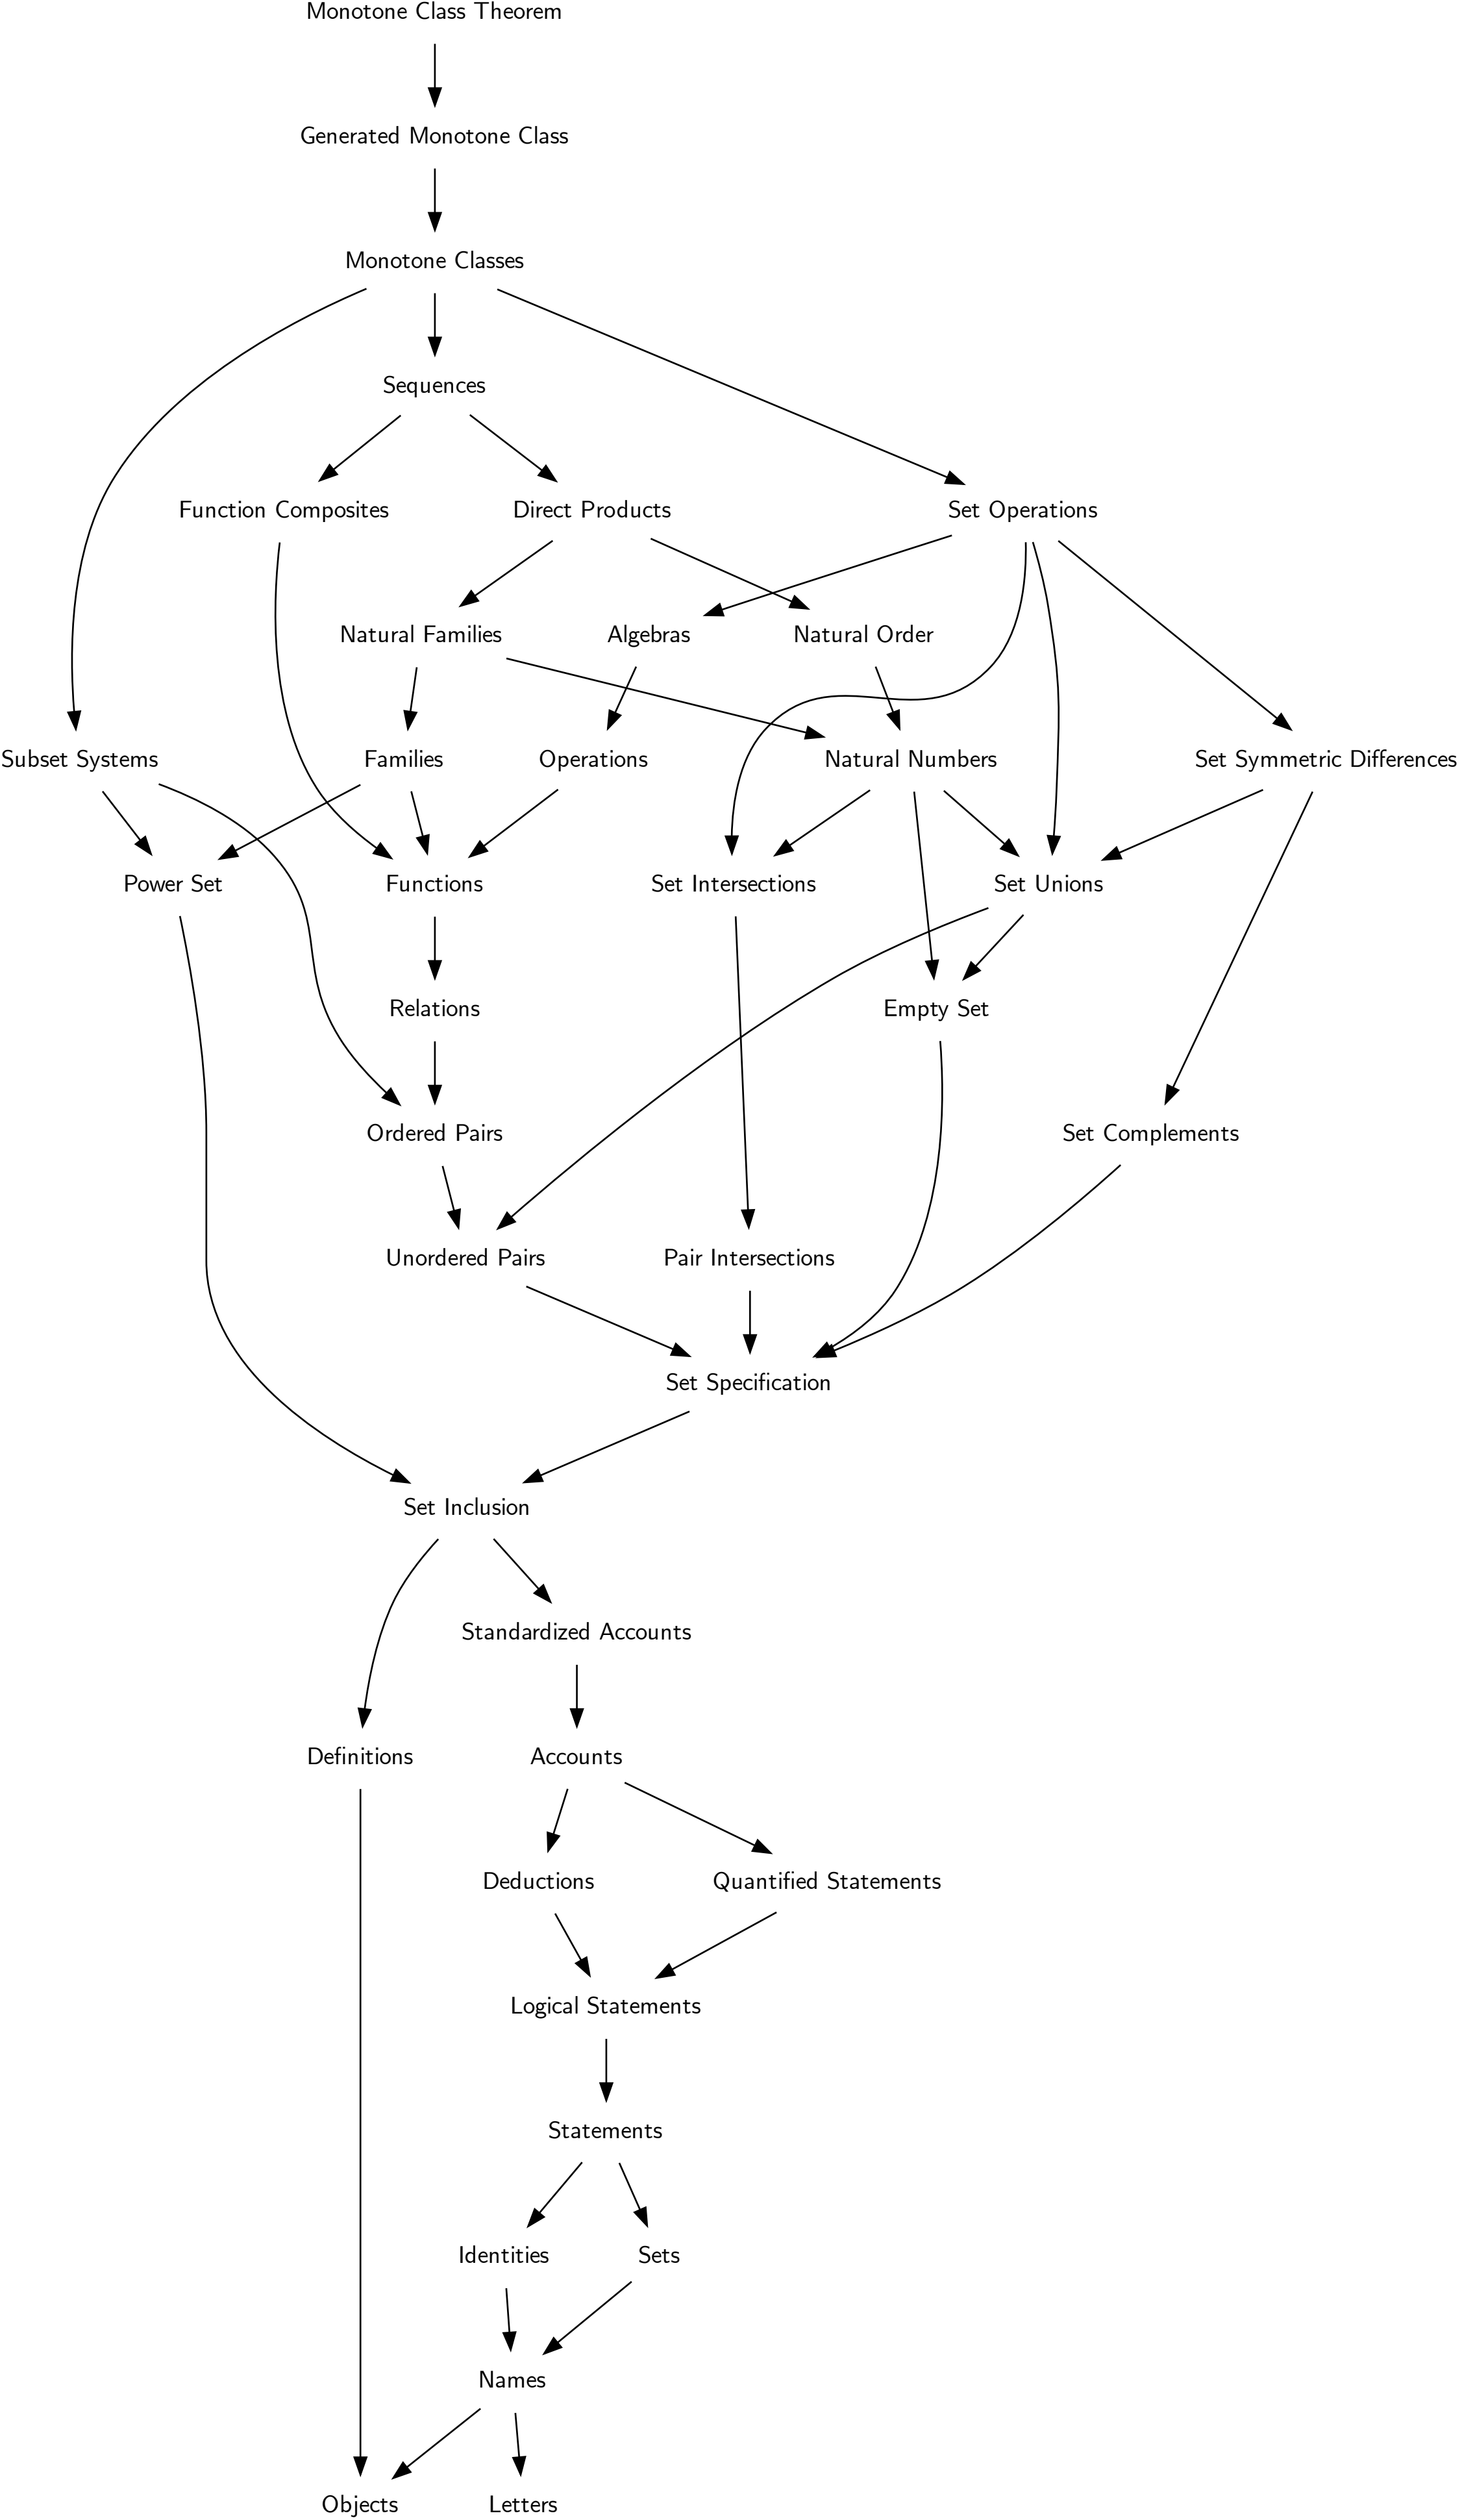 Monotone Class Theorem
Generated Monotone Class
Monotone Classes
Sequences
Function Composites
Direct Products
Set Operations
Natural Families
Algebras
Natural Order
Subset Systems
Families
Operations
Natural Numbers
Set Symmetric Differences
Power Set
Functions
Set Intersections
Set Unions
Relations
Empty Set
Ordered Pairs
Set Complements
Unordered Pairs
Pair Intersections
Set Specification
Set Inclusion
Standardized Accounts
Definitions
Accounts
Deductions
Quantified Statements
Logical Statements
Statements
Identities
Sets
Names
Objects
Letters